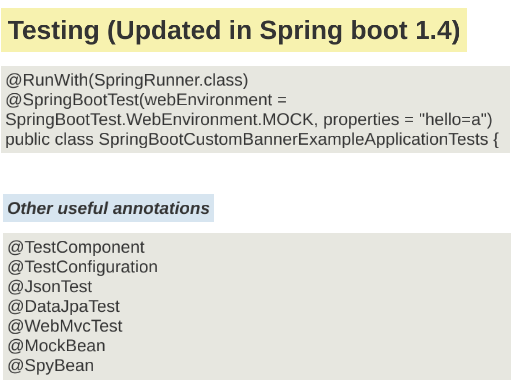 Testing (Updated in Spring boot 1.4)
@RunWith(SpringRunner.class)
@SpringBootTest(webEnvironment =
SpringBootTest.WebEnvironment.MOCK, properties = "hello=a")
public class SpringBootCustomBannerExampleApplicationTests {
Other useful annotations
@TestComponent
@TestConfiguration
@JsonTest
@DataJpaTest
@WebMvcTest
@MockBean
@SpyBean